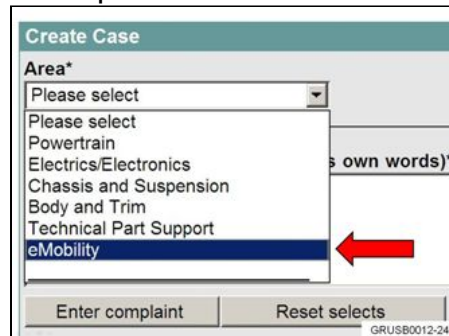 Create Case
Area*
Please select
Please select
Powertrain
Electrics/Electronics
s own words)*
Chassis and Suspension
Body and Trim
Technical Part Support
eMobility
Enter complaint Reset selects
GRUSB0012-24